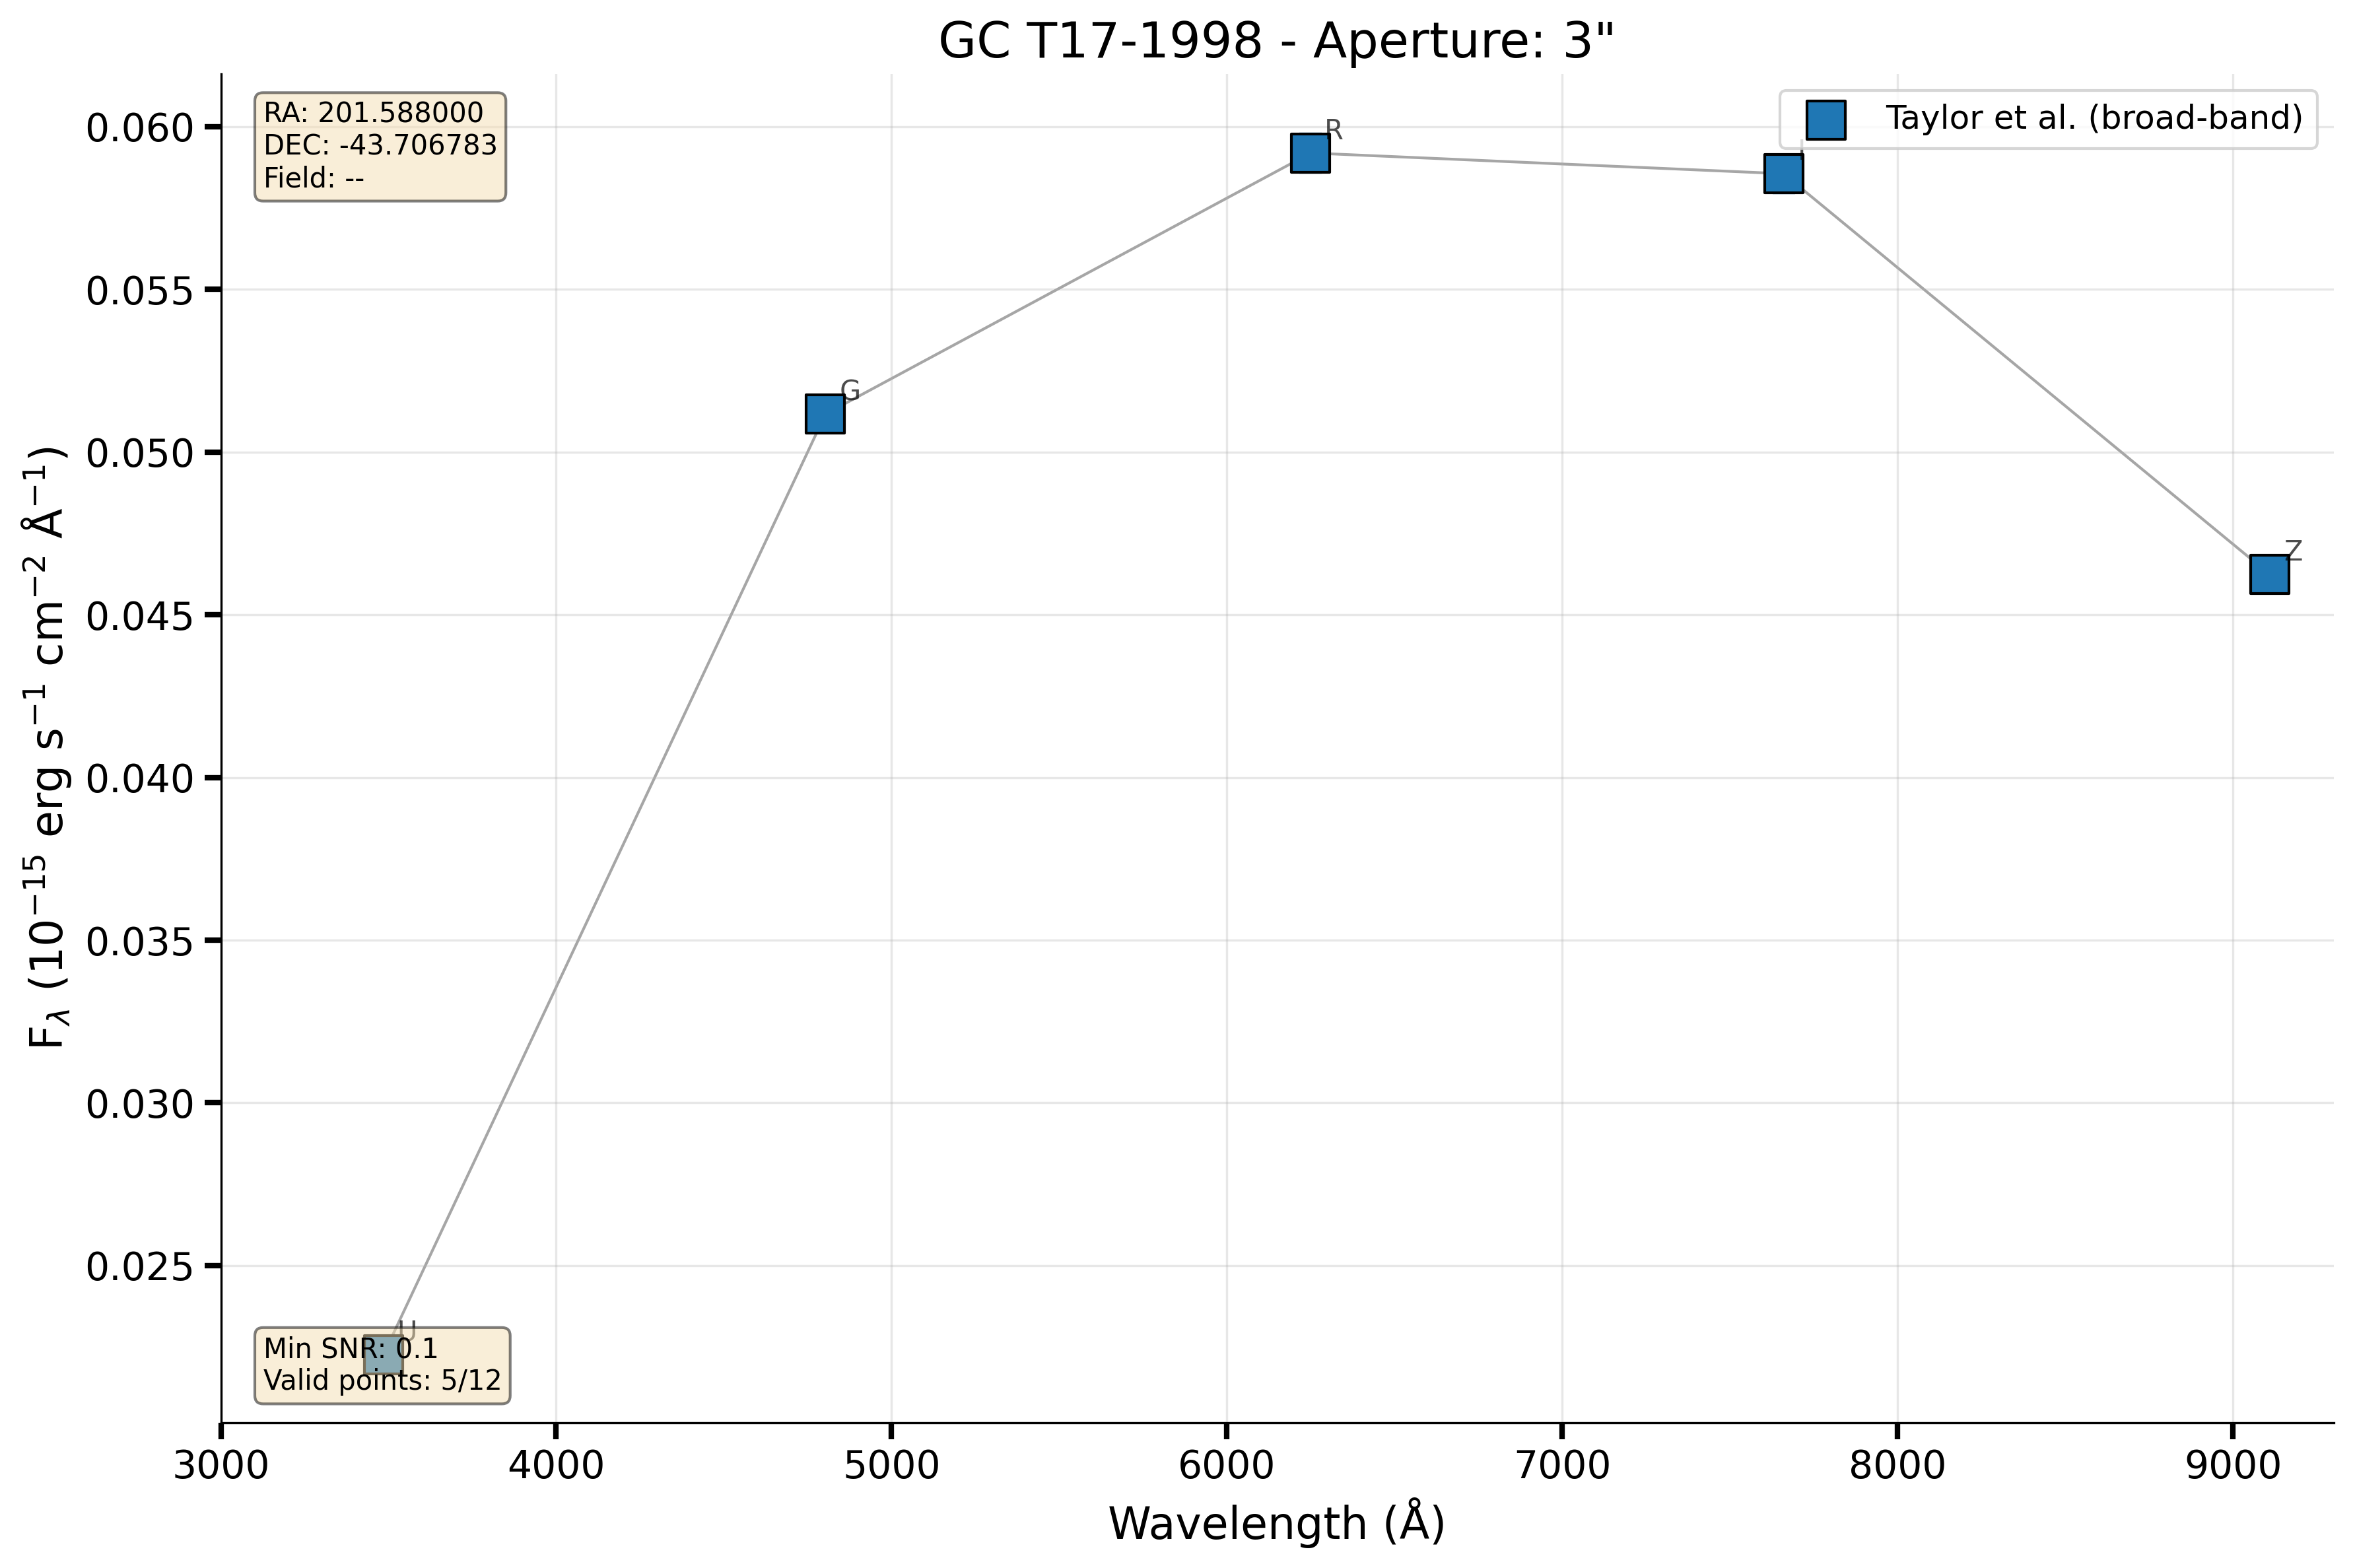 GC T17-1998 - Aperture: 3"
RA: 201.588000
DEC: -43.706783
Field: --
Taylor et al. (broad-band)
R
G
Z
U
Min SNR: 0.1
Valid points: 5/12
0.060
0.055
0.050
0.045
0.040
0.035
0.030
0.025
F_λ (10⁻¹⁵ erg s⁻¹ cm⁻² Å⁻¹)
3000 4000 5000 6000 7000 8000 9000
Wavelength (Å)